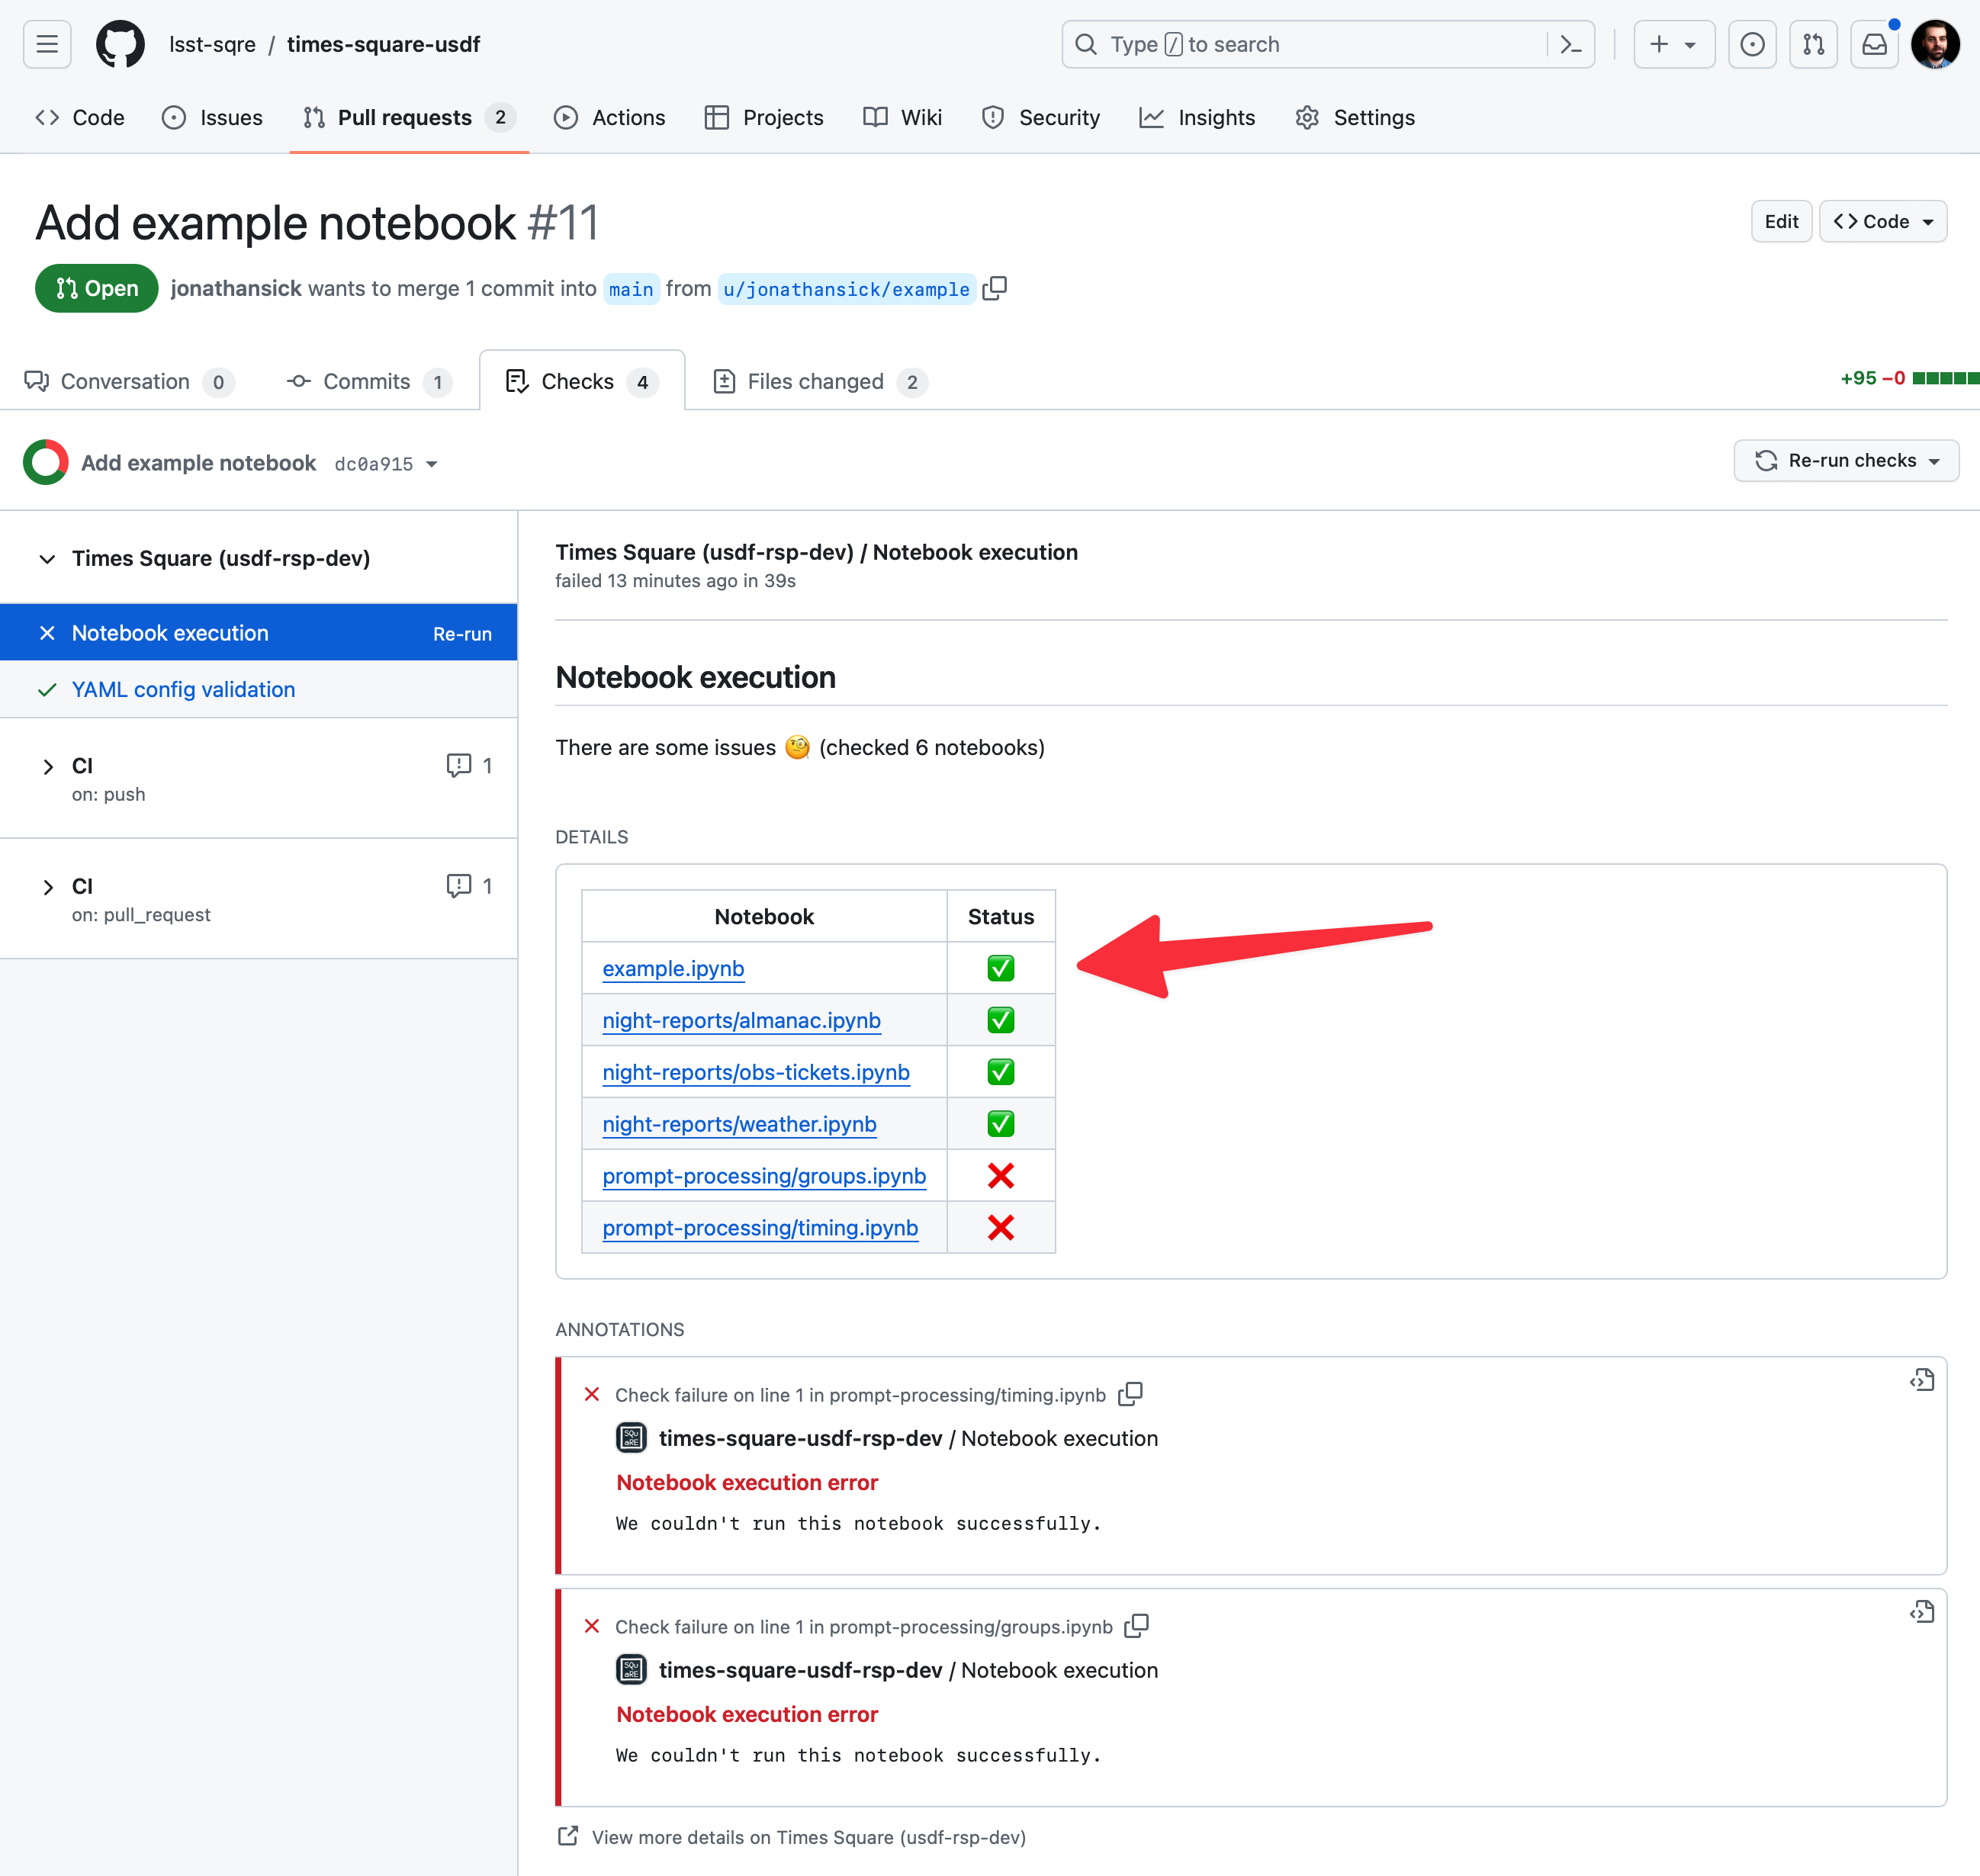 lsst-sqre / times-square-usdf
Type / to search
Code
Issues
Pull requests 2
Actions
Projects
Wiki
Security
Insights
Settings
Add example notebook #11
Edit
Code
Open
jonathansick wants to merge 1 commit into main from u/jonathansick/example
Conversation 0
Commits 1
Checks 4
Files changed 2
+95 −0
Add example notebook dc0a915
Re-run checks
Times Square (usdf-rsp-dev)
Notebook execution
Re-run
YAML config validation
CI
1
on: push
CI
1
on: pull_request
Times Square (usdf-rsp-dev) / Notebook execution
failed 13 minutes ago in 39s
Notebook execution
There are some issues 🧐 (checked 6 notebooks)
DETAILS
Notebook Status
example.ipynb ✅
night-reports/almanac.ipynb ✅
night-reports/obs-tickets.ipynb ✅
night-reports/weather.ipynb ✅
prompt-processing/groups.ipynb ❌
prompt-processing/timing.ipynb ❌
ANNOTATIONS
Check failure on line 1 in prompt-processing/timing.ipynb
SQuaRE
times-square-usdf-rsp-dev / Notebook execution
Notebook execution error
We couldn't run this notebook successfully.
Check failure on line 1 in prompt-processing/groups.ipynb
SQuaRE
times-square-usdf-rsp-dev / Notebook execution
Notebook execution error
We couldn't run this notebook successfully.
View more details on Times Square (usdf-rsp-dev)